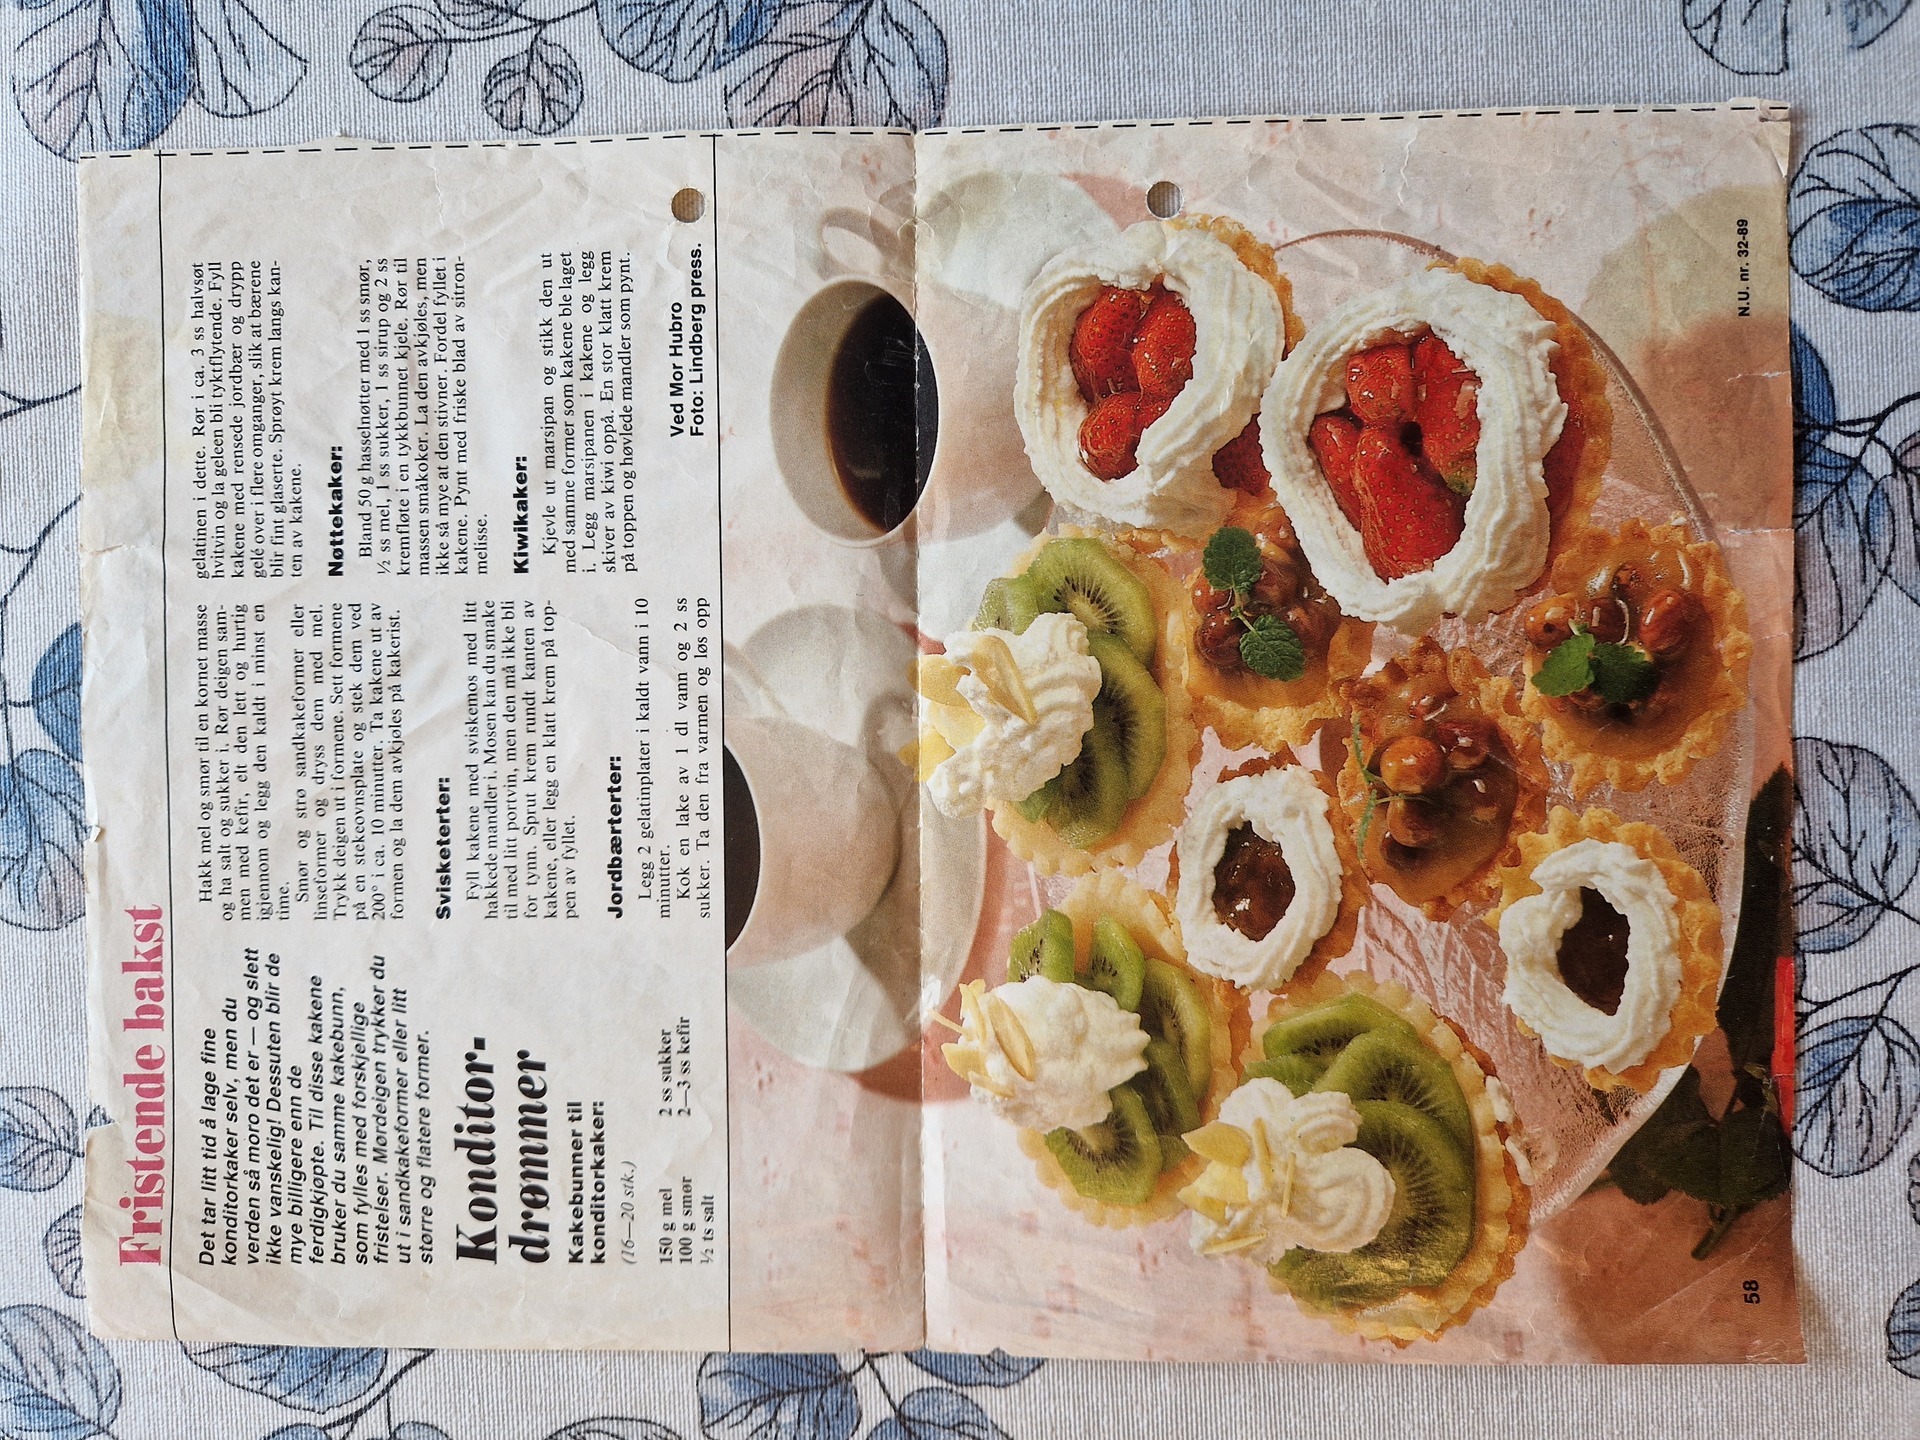 Fristende bakst
Det tar litt tid å lage fine
konditorkaker selv, men du
verden så moro det er — og slett
ikke vanskelig! Dessuten blir de
mye billigere enn de
ferdigkjøpte. Til disse kakene
bruker du samme kakebunn,
som fylles med forskjellige
fristelser. Mørdeigen trykker du
ut i sandkakeformer eller litt
større og flatere former.
Konditor-
drømmer
Kakebunner til
konditorkaker:
(16—20 stk.)
150 g mel
100 g smør
½ ts salt
2 ss sukker
2—3 ss kefir
Hakk mel og smør til en kornet masse
og ha salt og sukker i. Rør deigen sam-
men med kefir, elt den lett og hurtig
igjennom og legg den kaldt i minst en
time.
Smør og strø sandkakeformer eller
linseformer og dryss dem med mel.
Trykk deigen ut i formene. Sett formene
på en stekeovnsplate og stek dem ved
200° i ca. 10 minutter. Ta kakene ut av
formen og la dem avkjøles på kakerist.
Svisketerter:
Fyll kakene med sviskemos med litt
hakkede mandler i. Mosen kan du smake
til med litt portvin, men den må ikke bli
for tynn. Sprut krem rundt kanten av
kakene, eller legg en klatt krem på top-
pen av fyllet.
Jordbærterter:
Legg 2 gelatinplater i kaldt vann i 10
minutter.
Kok en lake av 1 dl vann og 2 ss
sukker. Ta den fra varmen og løs opp
gelatinen i dette. Rør i ca. 3 ss halvsøt
hvitvin og la geleen bli tyktflytende. Fyll
kakene med rensede jordbær og drypp
gelé over i flere omganger, slik at bærene
blir fint glaserte. Sprøyt krem langs kan-
ten av kakene.
Nøttekaker:
Bland 50 g hasselnøtter med 1 ss smør,
½ ss mel, 1 ss sukker, 1 ss sirup og 2 ss
kremfløte i en tykkbunnet kjele. Rør til
massen småkoker. La den avkjøles, men
ikke så mye at den stivner. Fordel fyllet i
kakene. Pynt med friske blad av sitron-
melisse.
Kiwikaker:
Kjevle ut marsipan og stikk den ut
med samme former som kakene ble laget
i. Legg marsipanen i kakene og legg
skiver av kiwi oppå. En stor klatt krem
på toppen og høvlede mandler som pynt.
Ved Mor Hubro
Foto: Lindberg press.
58
N.U. nr. 32-89